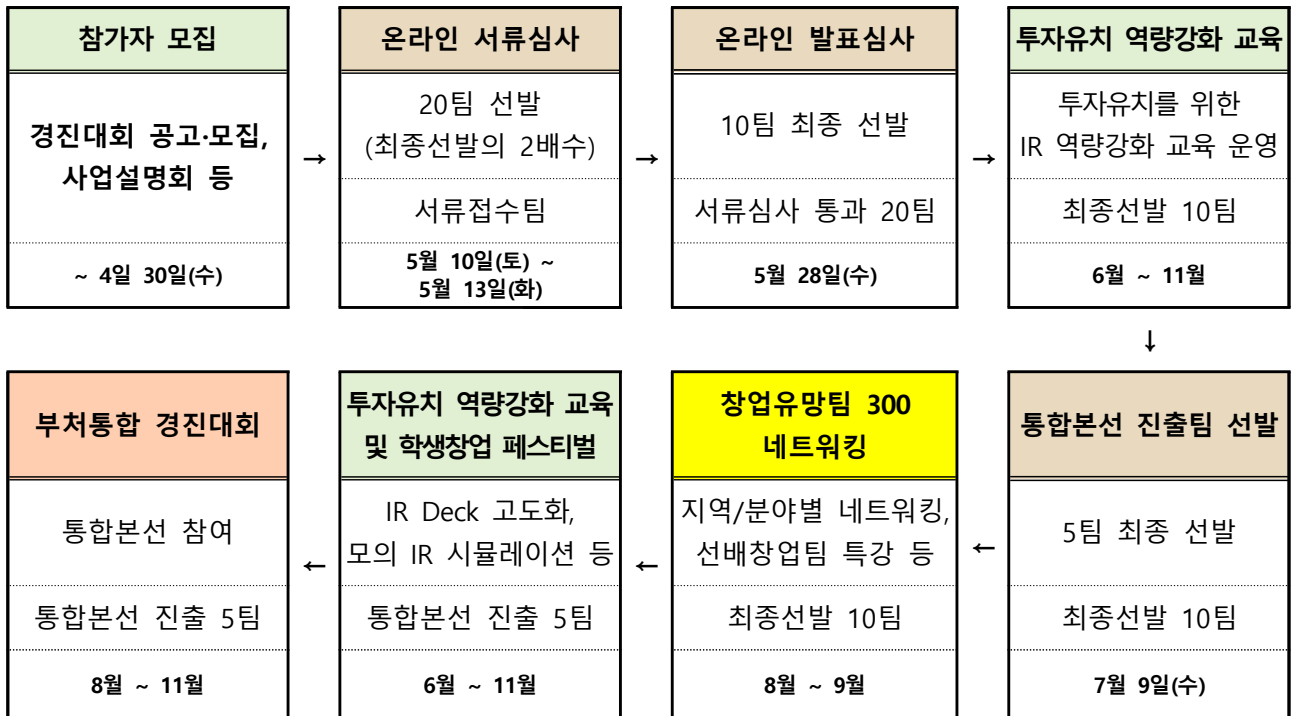 참가자 모집
경진대회 공고·모집,
사업설명회 등
~ 4일 30일(수)
→
온라인 서류심사
20팀 선발
(최종선발의 2배수)
서류접수팀
5월 10일(토) ~
5월 13일(화)
→
온라인 발표심사
10팀 최종 선발
서류심사 통과 20팀
5월 28일(수)
→
투자유치 역량강화 교육
투자유치를 위한
IR 역량강화 교육 운영
최종선발 10팀
6월 ~ 11월
↓
통합본선 진출팀 선발
5팀 최종 선발
최종선발 10팀
7월 9일(수)
←
창업유망팀 300
네트워킹
지역/분야별 네트워킹,
선배창업팀 특강 등
최종선발 10팀
8월 ~ 9월
←
투자유치 역량강화 교육
및 학생창업 페스티벌
IR Deck 고도화,
모의 IR 시뮬레이션 등
통합본선 진출 5팀
6월 ~ 11월
←
부처통합 경진대회
통합본선 참여
통합본선 진출 5팀
8월 ~ 11월